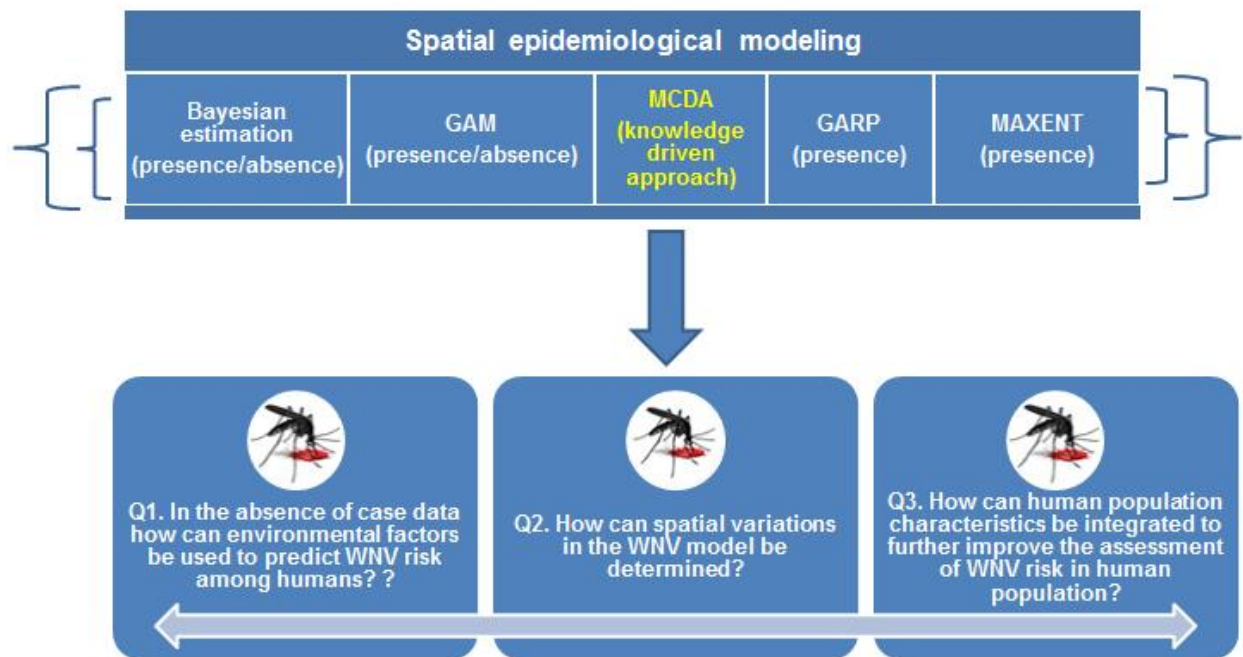 Spatial epidemiological modeling
Bayesian
estimation
(presence/absence)
GAM
(presence/absence)
MCDA
(knowledge
driven
approach)
GARP
(presence)
MAXENT
(presence)
Q1. In the absence of case data
how can environmental factors
be used to predict WNV risk
among humans? ?
Q2. How can spatial variations
in the WNV model be
determined?
Q3. How can human population
characteristics be integrated to
further improve the assessment
of WNV risk in human
population?